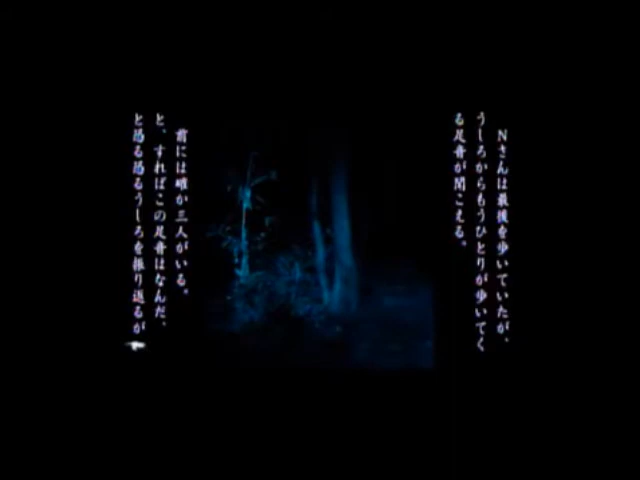 Nさんは最後を歩いていたが、
うしろからもうひとりが歩いてく
る足音が聞こえる。
前には確か三人がいる。
と、すればこの足音はなんだ、
と恐る恐るうしろを振り返るが